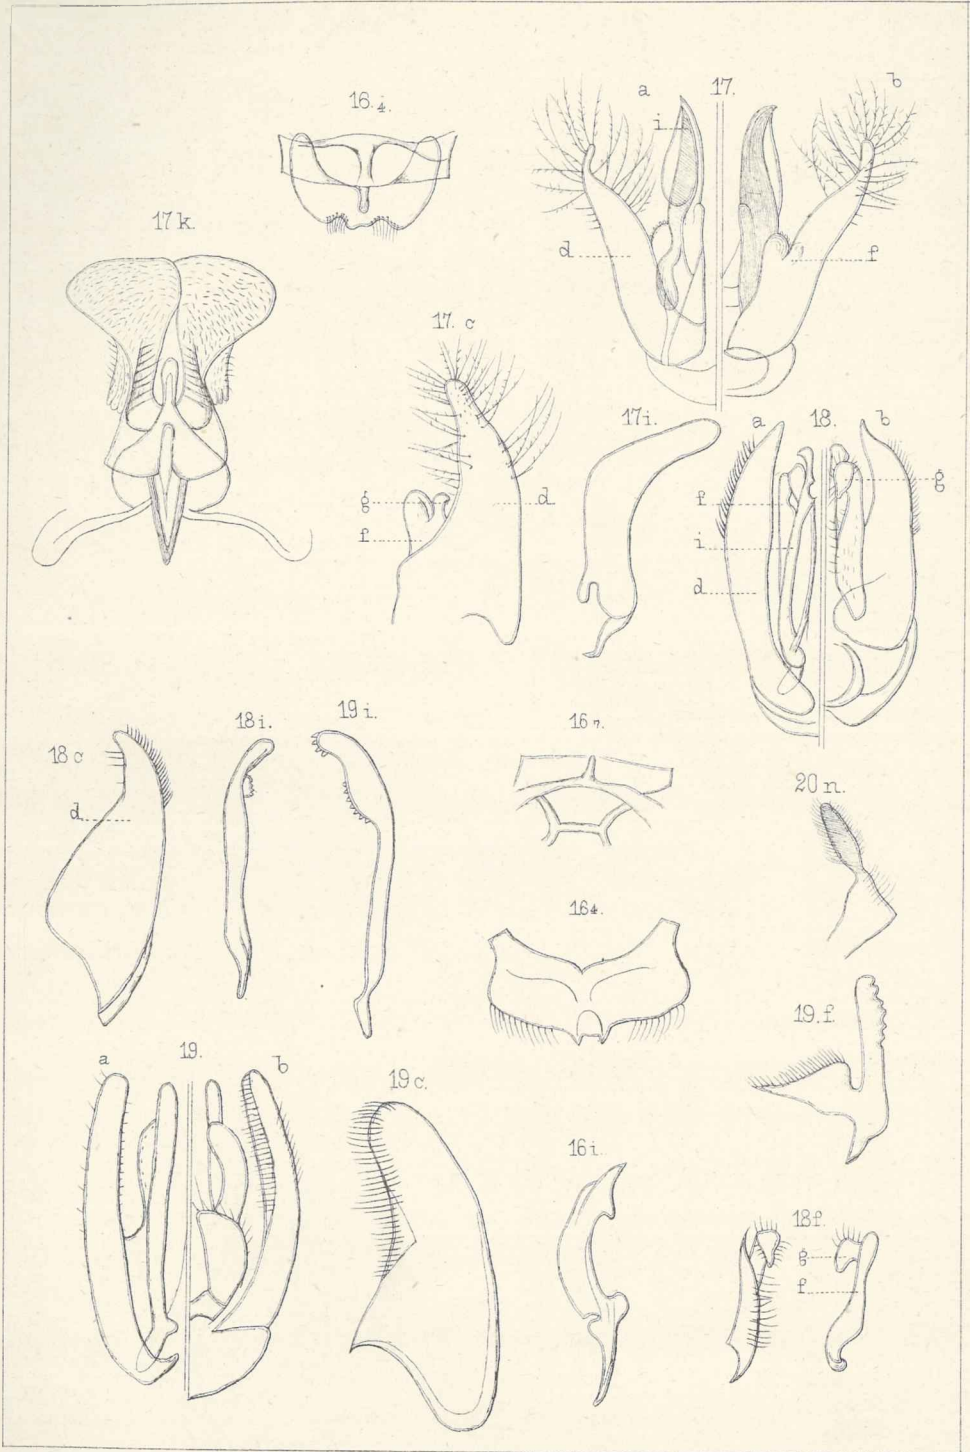 16.4.
a 17. b
i
17 k.
d f
17. c
17 i.
a 18. b
g d
f
f g
i
d
18 c
18 i.
19 i.
16 7.
d
20 n.
16 4.
19. f.
a 19. b
19 c.
16 i.
18 f.
g
f